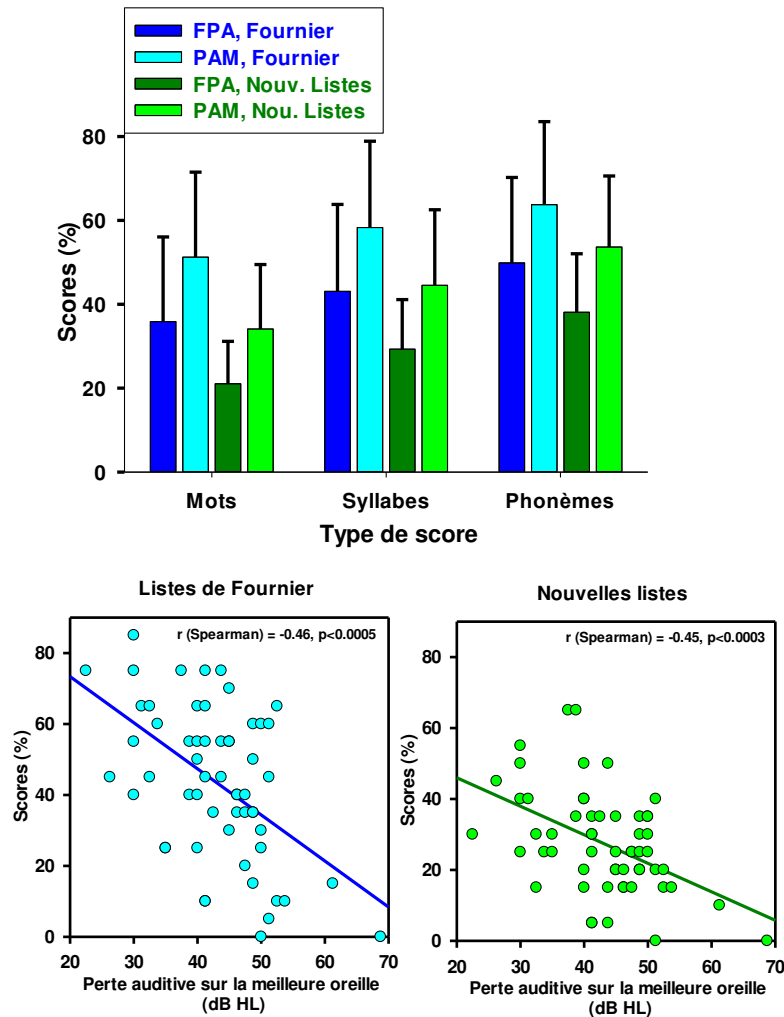 FPA, Fournier
PAM, Fournier
FPA, Nouv. Listes
PAM, Nou. Listes
80
60
40
20
0
Scores (%)
Mots Syllabes Phonèmes
Type de score
Listes de Fournier
r (Spearman) = -0.46, p<0.0005
80
60
40
20
0
Scores (%)
20 30 40 50 60 70
Perte auditive sur la meilleure oreille
(dB HL)
Nouvelles listes
r (Spearman) = -0.45, p<0.0003
80
60
40
20
0
Scores (%)
20 30 40 50 60 70
Perte auditive sur la meilleure oreille
(dB HL)